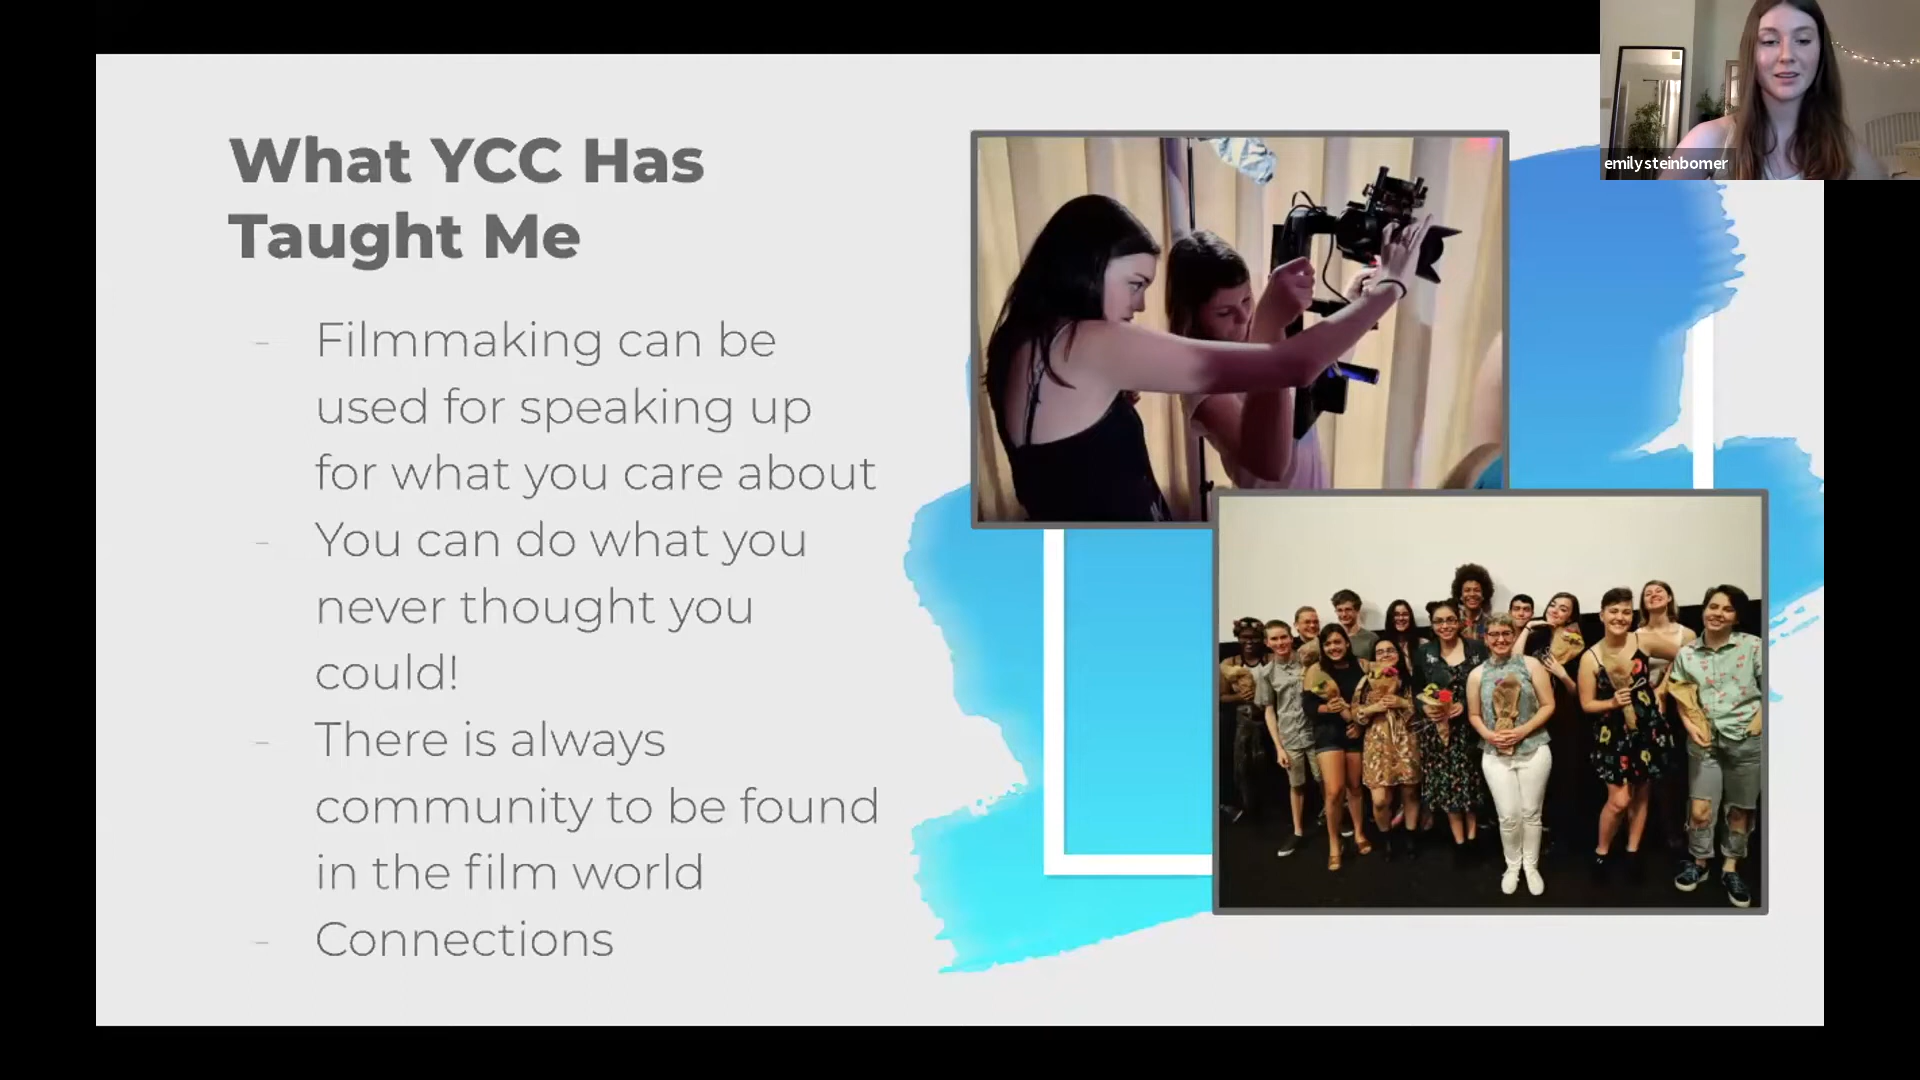 What YCC Has
Taught Me
- Filmmaking can be
used for speaking up
for what you care about
- You can do what you
never thought you
could!
- There is always
community to be found
in the film world
- Connections
emilysteinbomer